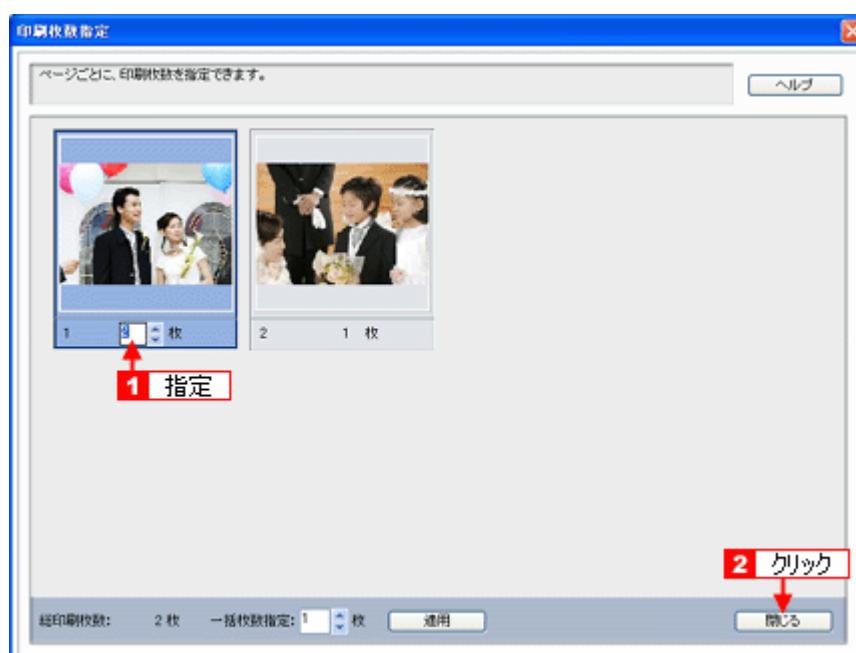 印刷枚数指定
ページごとに、印刷枚数を指定できます。
ヘルプ
1 枚
2 1 枚
1 指定
2 クリック
総印刷枚数: 2 枚 一括枚数指定: 1 枚 適用 閉じる